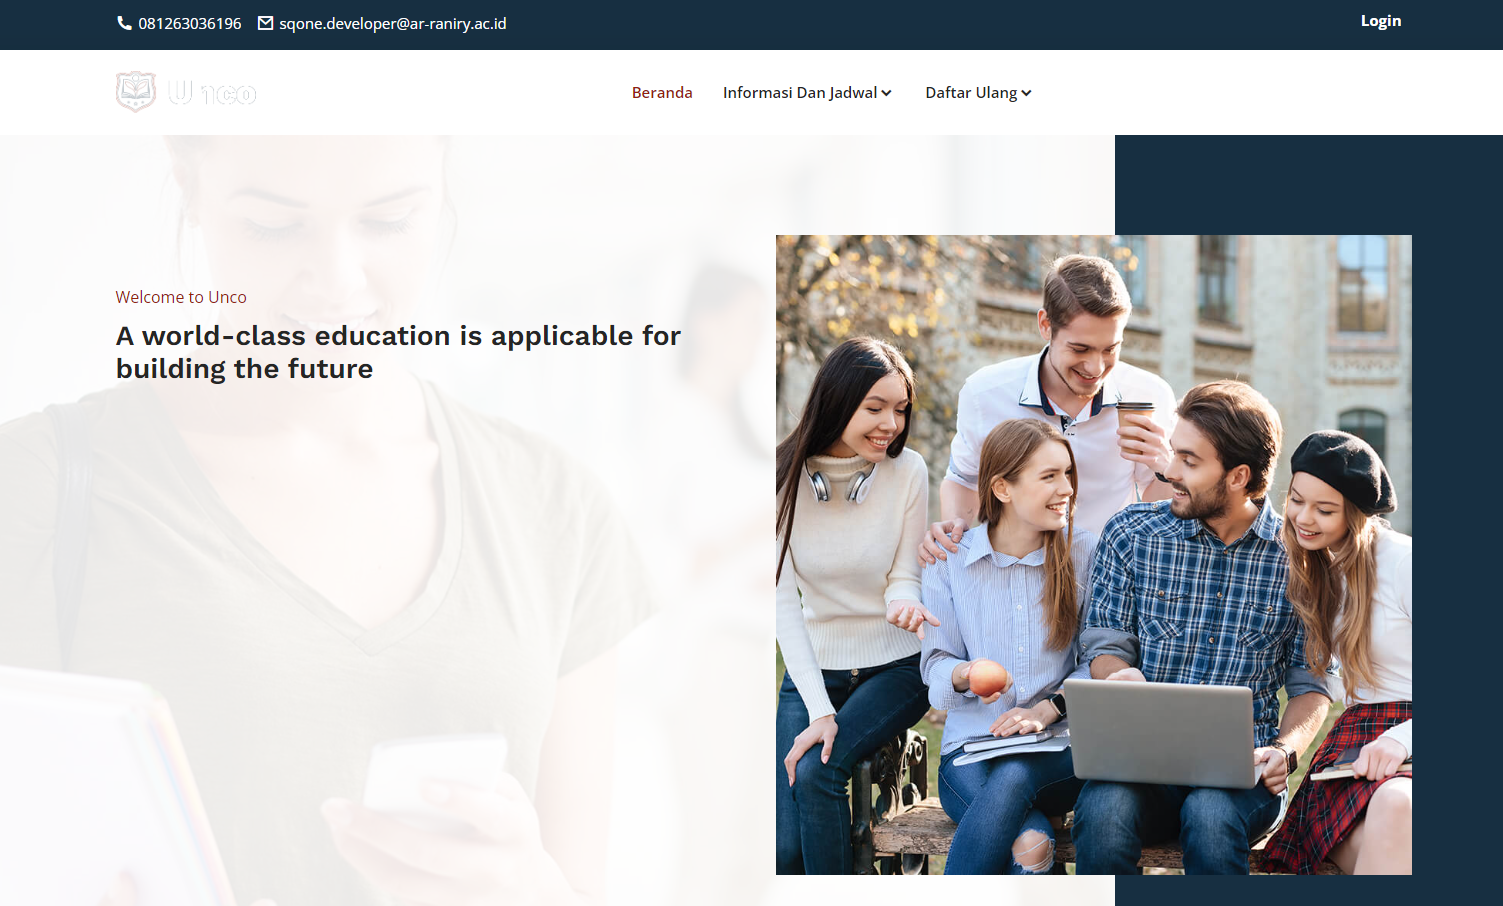 081263036196 sqone.developer@ar-raniry.ac.id Login
Unco Beranda Informasi Dan Jadwal Daftar Ulang
Welcome to Unco
A world-class education is applicable for
building the future